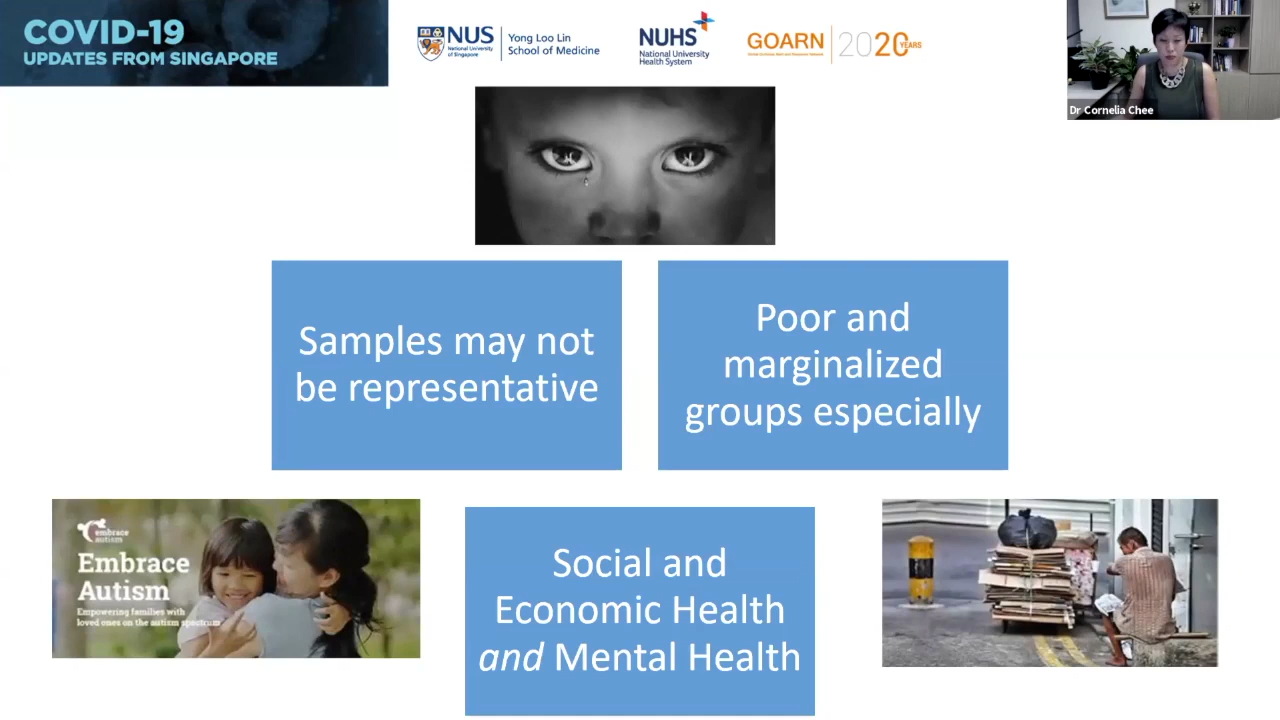 COVID-19
UPDATES FROM SINGAPORE
NUS
National University
of Singapore
Yong Loo Lin
School of Medicine
NUHS
National University
Health System
GOARN
2020 YEARS
Dr Cornelia Chee
Samples may not
be representative
Poor and
marginalized
groups especially
embrace
autism
Embrace
Autism
Empowering families with
loved ones on the autism spectrum
Social and
Economic Health
and Mental Health